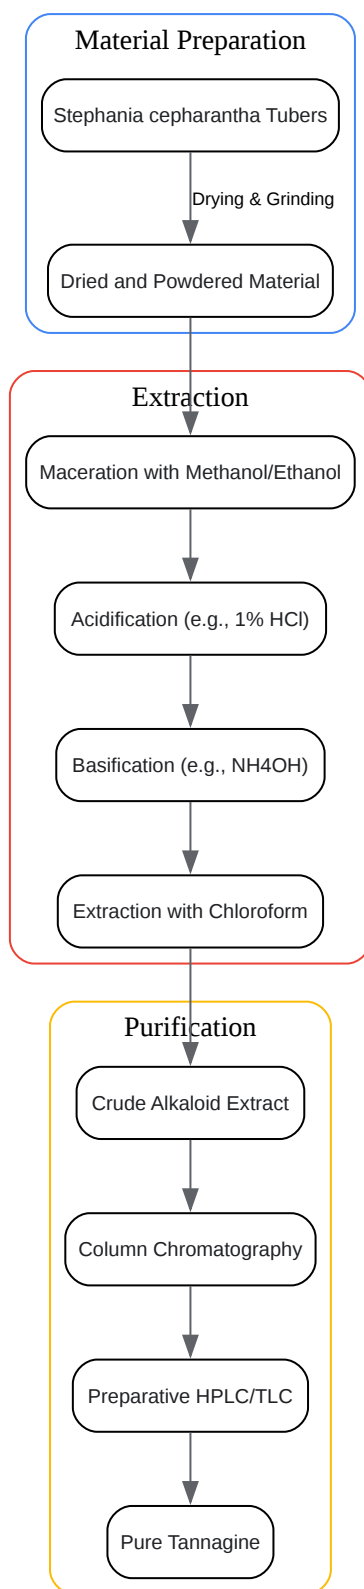 Material Preparation
Stephania cepharantha Tubers
Drying & Grinding
Dried and Powdered Material
Extraction
Maceration with Methanol/Ethanol
Acidification (e.g., 1% HCl)
Basification (e.g., NH4OH)
Extraction with Chloroform
Purification
Crude Alkaloid Extract
Column Chromatography
Preparative HPLC/TLC
Pure Tannagine